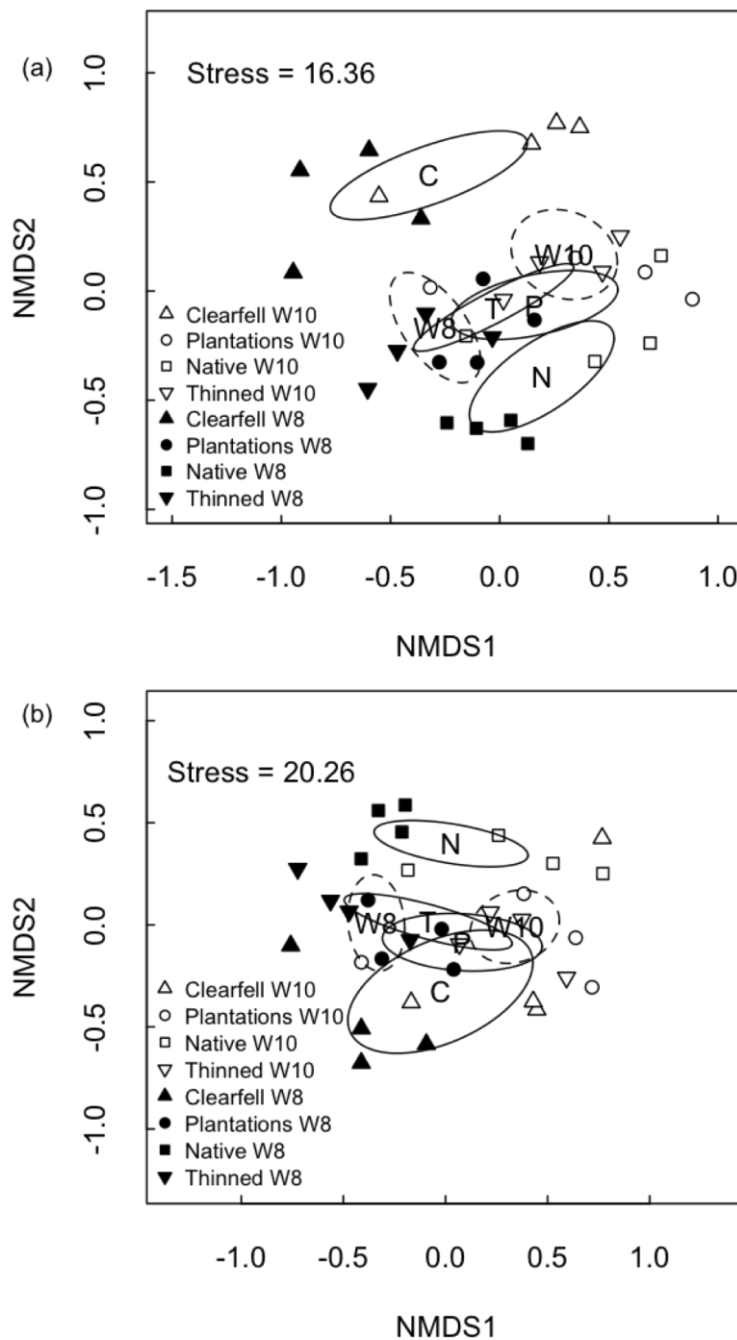 (a)
Stress = 16.36
1.0
0.5
0.0
-0.5
-1.0
NMDS2
C
W10
T P
W8
N
Clearfell W10
Plantations W10
Native W10
Thinned W10
Clearfell W8
Plantations W8
Native W8
Thinned W8
-1.5 -1.0 -0.5 0.0 0.5 1.0
NMDS1
(b)
Stress = 20.26
1.0
0.5
0.0
-0.5
-1.0
NMDS2
N
W8 T W10
P
C
Clearfell W10
Plantations W10
Native W10
Thinned W10
Clearfell W8
Plantations W8
Native W8
Thinned W8
-1.0 -0.5 0.0 0.5 1.0
NMDS1